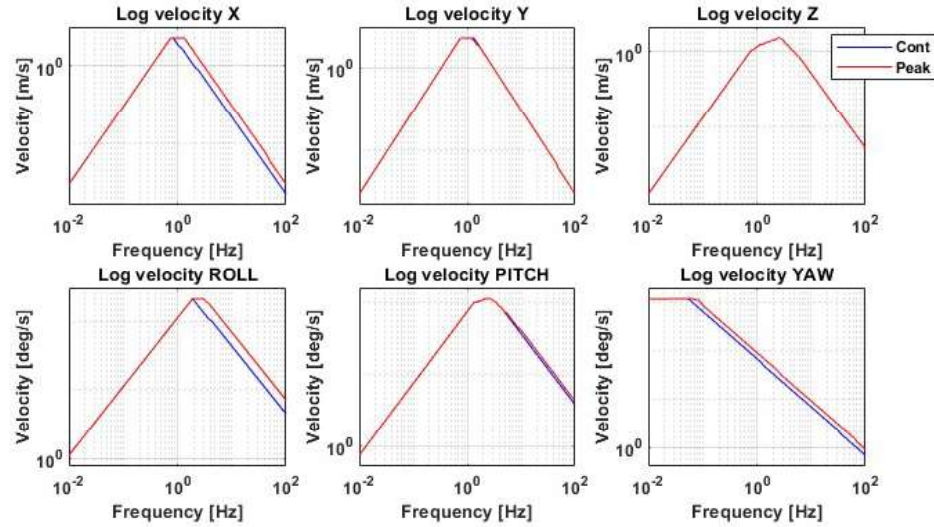 Log velocity X
Log velocity Y
Log velocity Z
Cont
Peak
Velocity [m/s]
Velocity [m/s]
Velocity [m/s]
10^0
10^0
10^0
10^-2 10^0 10^2
10^-2 10^0 10^2
10^-2 10^0 10^2
Frequency [Hz]
Frequency [Hz]
Frequency [Hz]
Log velocity ROLL
Log velocity PITCH
Log velocity YAW
Velocity [deg/s]
Velocity [deg/s]
Velocity [deg/s]
10^0
10^0
10^0
10^-2 10^0 10^2
10^-2 10^0 10^2
10^-2 10^0 10^2
Frequency [Hz]
Frequency [Hz]
Frequency [Hz]